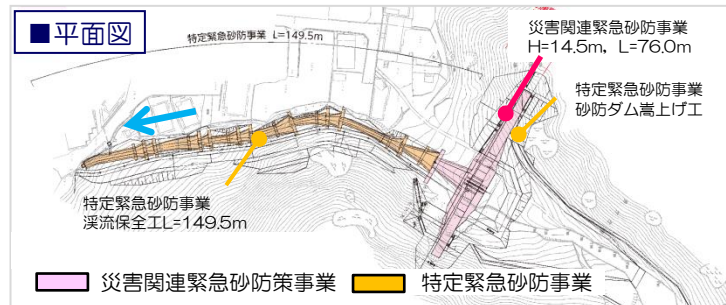 ■平面図
特定緊急砂防事業 L=149.5m
災害関連緊急砂防事業
H=14.5m, L=76.0m
特定緊急砂防事業
砂防ダム嵩上げ工
特定緊急砂防事業
渓流保全工L=149.5m
災害関連緊急砂防策事業
特定緊急砂防事業